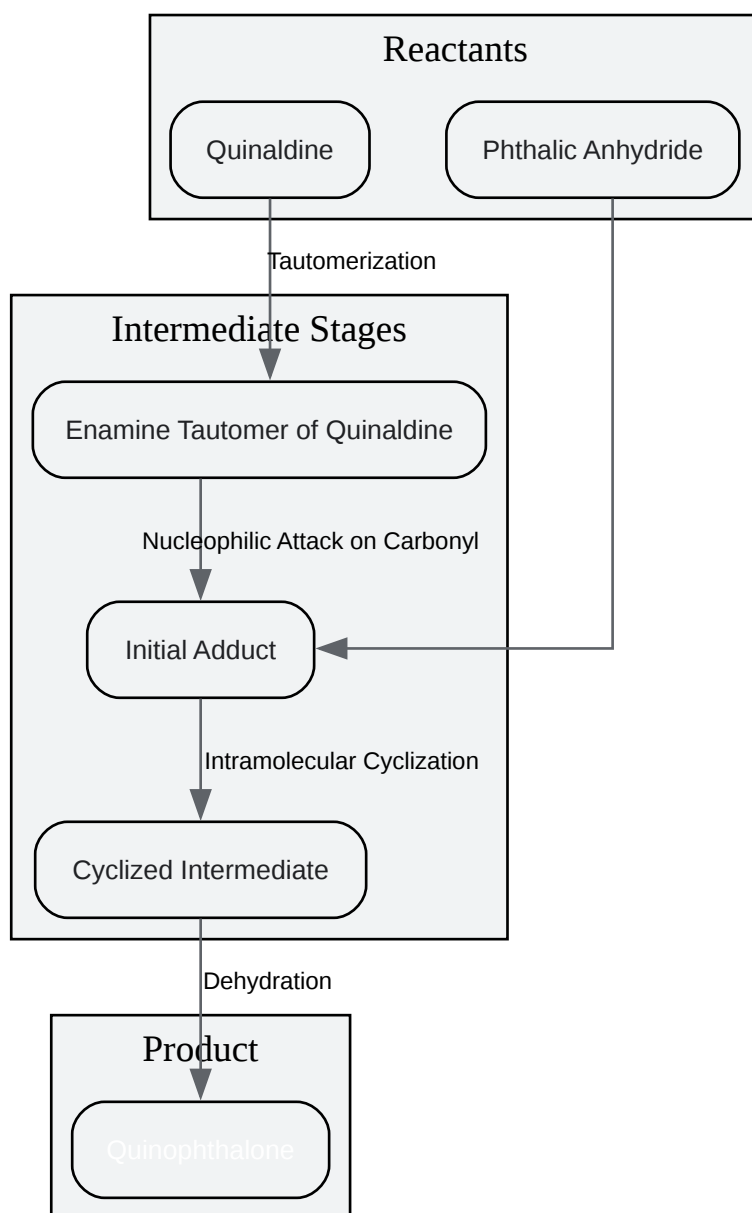 Reactants
Quinaldine
Phthalic Anhydride
Tautomerization
Intermediate Stages
Enamine Tautomer of Quinaldine
Nucleophilic Attack on Carbonyl
Initial Adduct
Intramolecular Cyclization
Cyclized Intermediate
Dehydration
Product
Quinophthalone